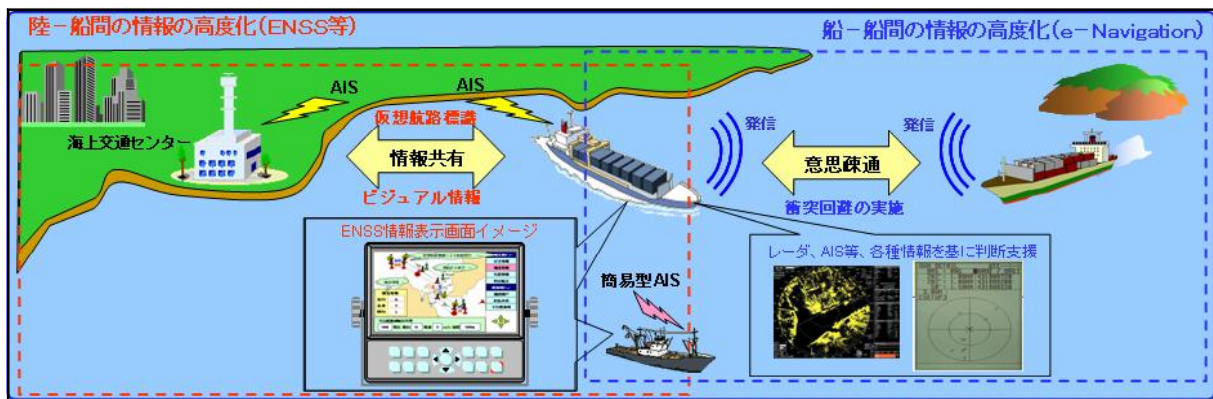 陸－船間の情報の高度化(ENSS等)
船－船間の情報の高度化(e－Navigation)
AIS
AIS
海上交通センター
仮想航路標識
情報共有
ビジュアル情報
発信
発信
意思疎通
衝突回避の実施
ENSS情報表示画面イメージ
簡易型AIS
レーダ、AIS等、各種情報を基に判断支援